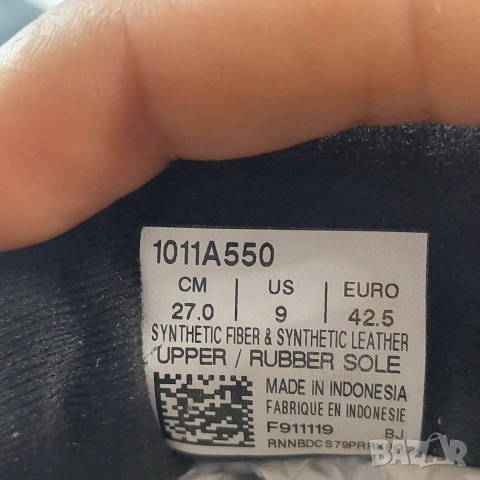 1011A550
CM | US | EURO
27.0 | 9 | 42.5
SYNTHETIC FIBER & SYNTHETIC LEATHER
UPPER / RUBBER SOLE
MADE IN INDONESIA
FABRIQUE EN INDONESIE
F911119 BJ
BAZAR